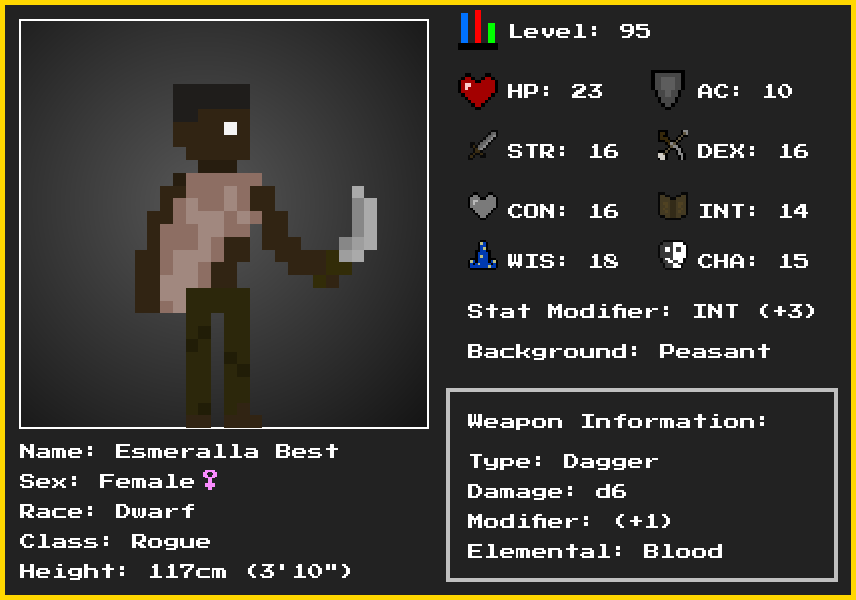 Level: 95
HP: 23 AC: 10
STR: 16 DEX: 16
CON: 16 INT: 14
WIS: 18 CHA: 15
Stat Modifier: INT (+3)
Background: Peasant
Weapon Information:
Type: Dagger
Damage: d6
Modifier: (+1)
Elemental: Blood
Name: Esmeralla Best
Sex: Female♀
Race: Dwarf
Class: Rogue
Height: 117cm (3'10")